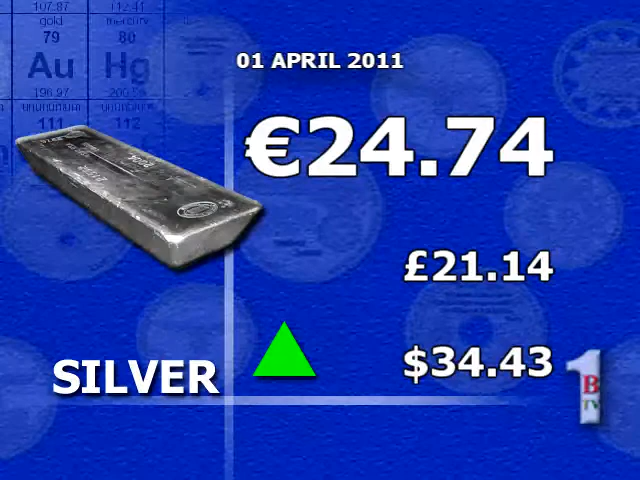 107.87 112.41
gold mercury
79 80
Au Hg
196.97 200.59
111 112
01 APRIL 2011
€24.74
£21.14
$34.43
SILVER
1
B
TV